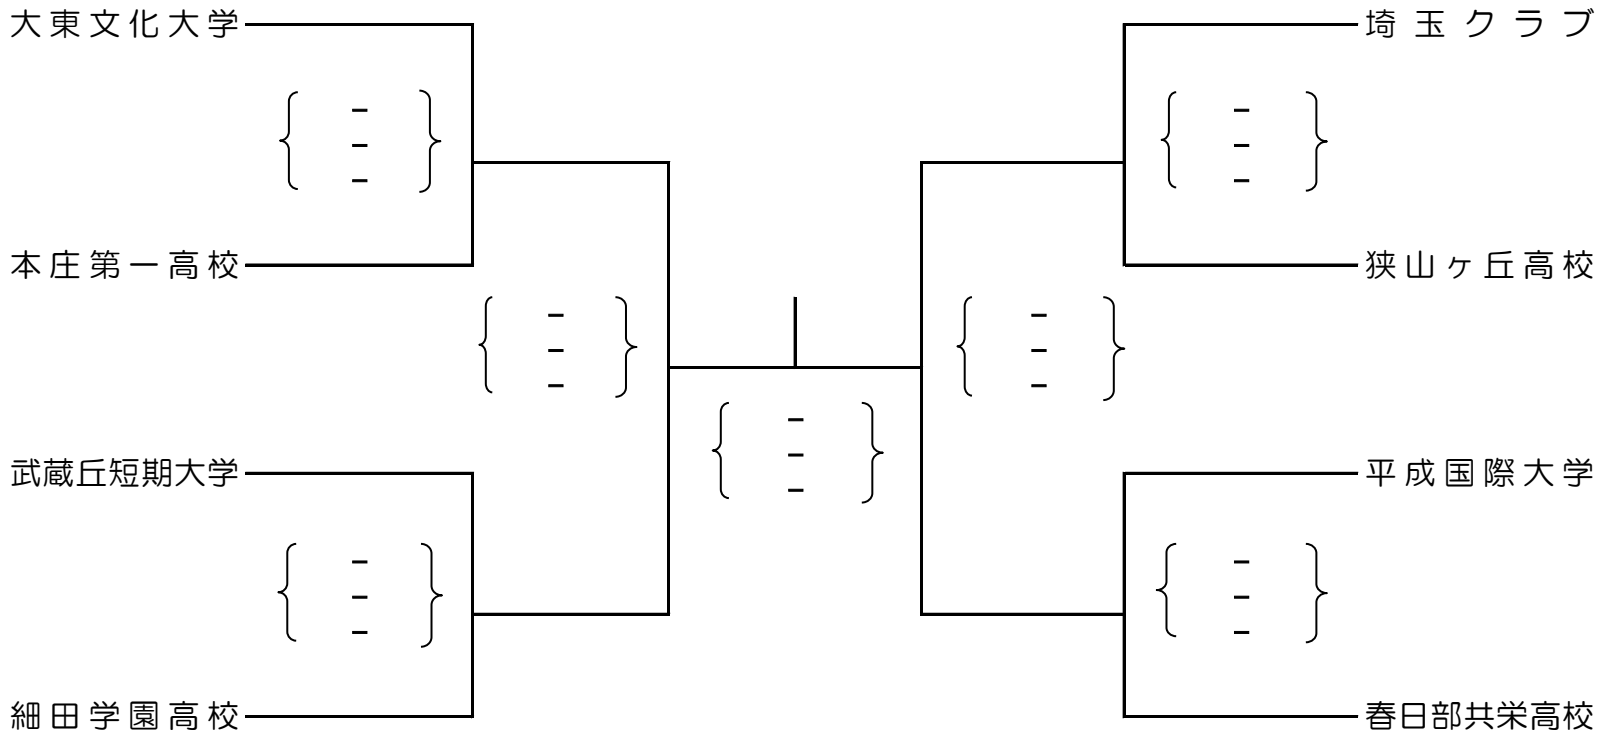 大東文化大学
埼玉クラブ
－
－
－
－
－
－
本庄第一高校
狭山ヶ丘高校
－
－
－
－
－
－
－
－
－
武蔵丘短期大学
平成国際大学
－
－
－
－
－
－
細田学園高校
春日部共栄高校